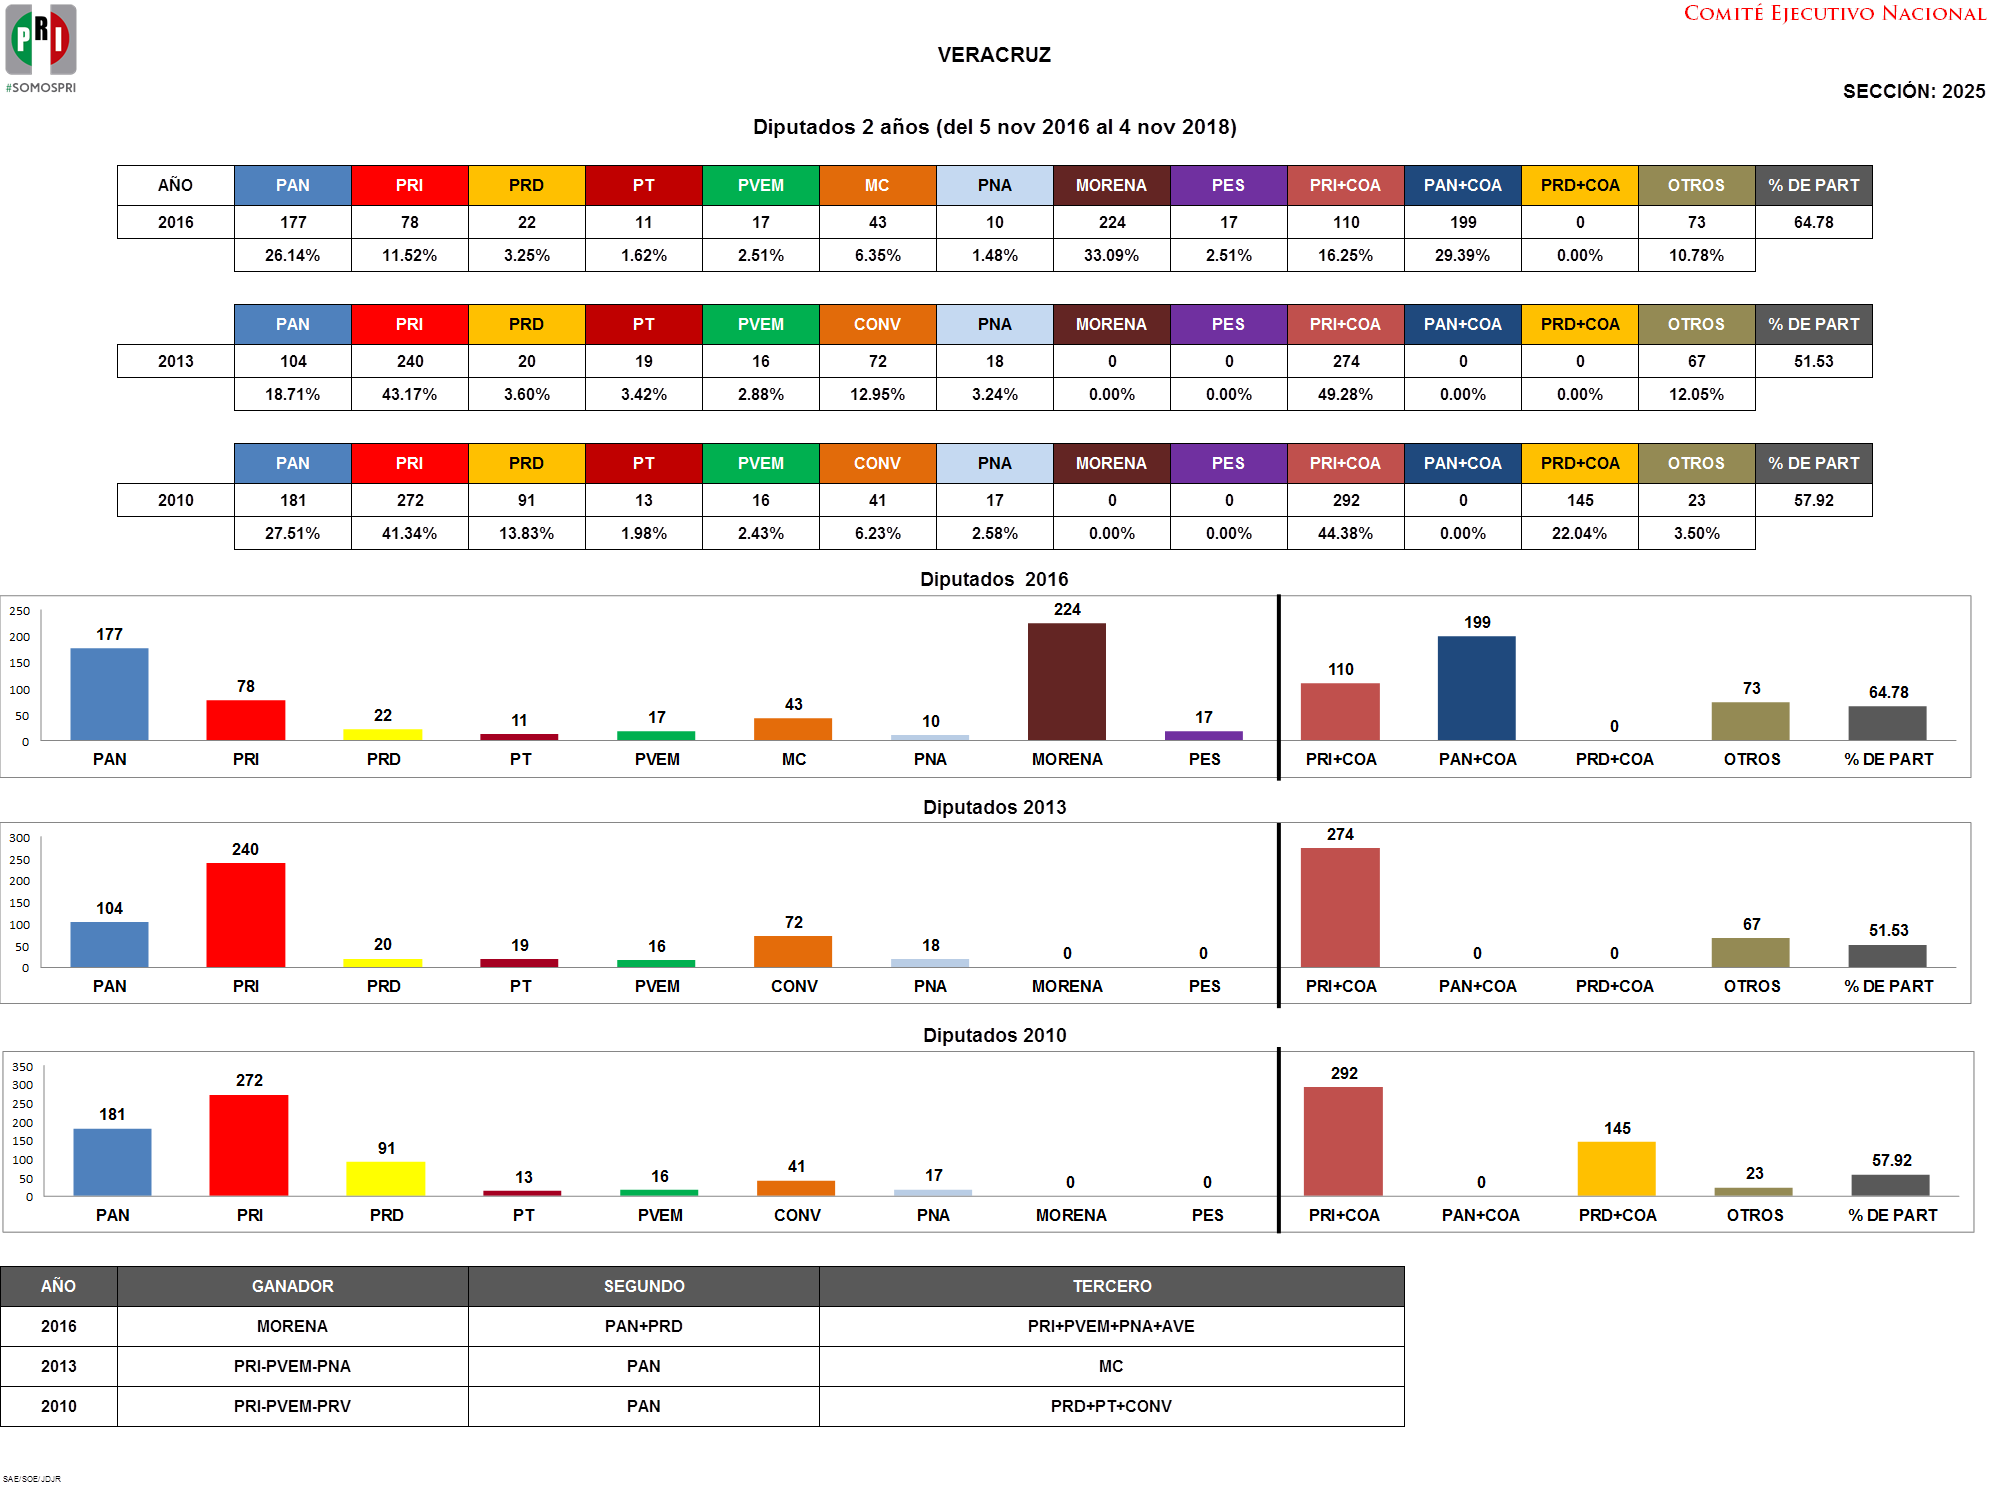 COMITÉ EJECUTIVO NACIONAL
PRI
#SOMOSPRI
VERACRUZ
SECCIÓN: 2025
Diputados 2 años (del 5 nov 2016 al 4 nov 2018)
AÑO PAN PRI PRD PT PVEM MC PNA MORENA PES PRI+COA PAN+COA PRD+COA OTROS % DE PART
2016 177 78 22 11 17 43 10 224 17 110 199 0 73 64.78
26.14% 11.52% 3.25% 1.62% 2.51% 6.35% 1.48% 33.09% 2.51% 16.25% 29.39% 0.00% 10.78%
PAN PRI PRD PT PVEM CONV PNA MORENA PES PRI+COA PAN+COA PRD+COA OTROS % DE PART
2013 104 240 20 19 16 72 18 0 0 274 0 0 67 51.53
18.71% 43.17% 3.60% 3.42% 2.88% 12.95% 3.24% 0.00% 0.00% 49.28% 0.00% 0.00% 12.05%
PAN PRI PRD PT PVEM CONV PNA MORENA PES PRI+COA PAN+COA PRD+COA OTROS % DE PART
2010 181 272 91 13 16 41 17 0 0 292 0 145 23 57.92
27.51% 41.34% 13.83% 1.98% 2.43% 6.23% 2.58% 0.00% 0.00% 44.38% 0.00% 22.04% 3.50%
Diputados 2016
250
200
150
100
50
0
177 78 22 11 17 43 10 224 17 110 199 0 73 64.78
PAN PRI PRD PT PVEM MC PNA MORENA PES PRI+COA PAN+COA PRD+COA OTROS % DE PART
Diputados 2013
300
250
200
150
100
50
0
104 240 20 19 16 72 18 0 0 274 0 0 67 51.53
PAN PRI PRD PT PVEM CONV PNA MORENA PES PRI+COA PAN+COA PRD+COA OTROS % DE PART
Diputados 2010
350
300
250
200
150
100
50
0
181 272 91 13 16 41 17 0 0 292 0 145 23 57.92
PAN PRI PRD PT PVEM CONV PNA MORENA PES PRI+COA PAN+COA PRD+COA OTROS % DE PART
AÑO GANADOR SEGUNDO TERCERO
2016 MORENA PAN+PRD PRI+PVEM+PNA+AVE
2013 PRI-PVEM-PNA PAN MC
2010 PRI-PVEM-PRV PAN PRD+PT+CONV
SAE/SOE/JDJR